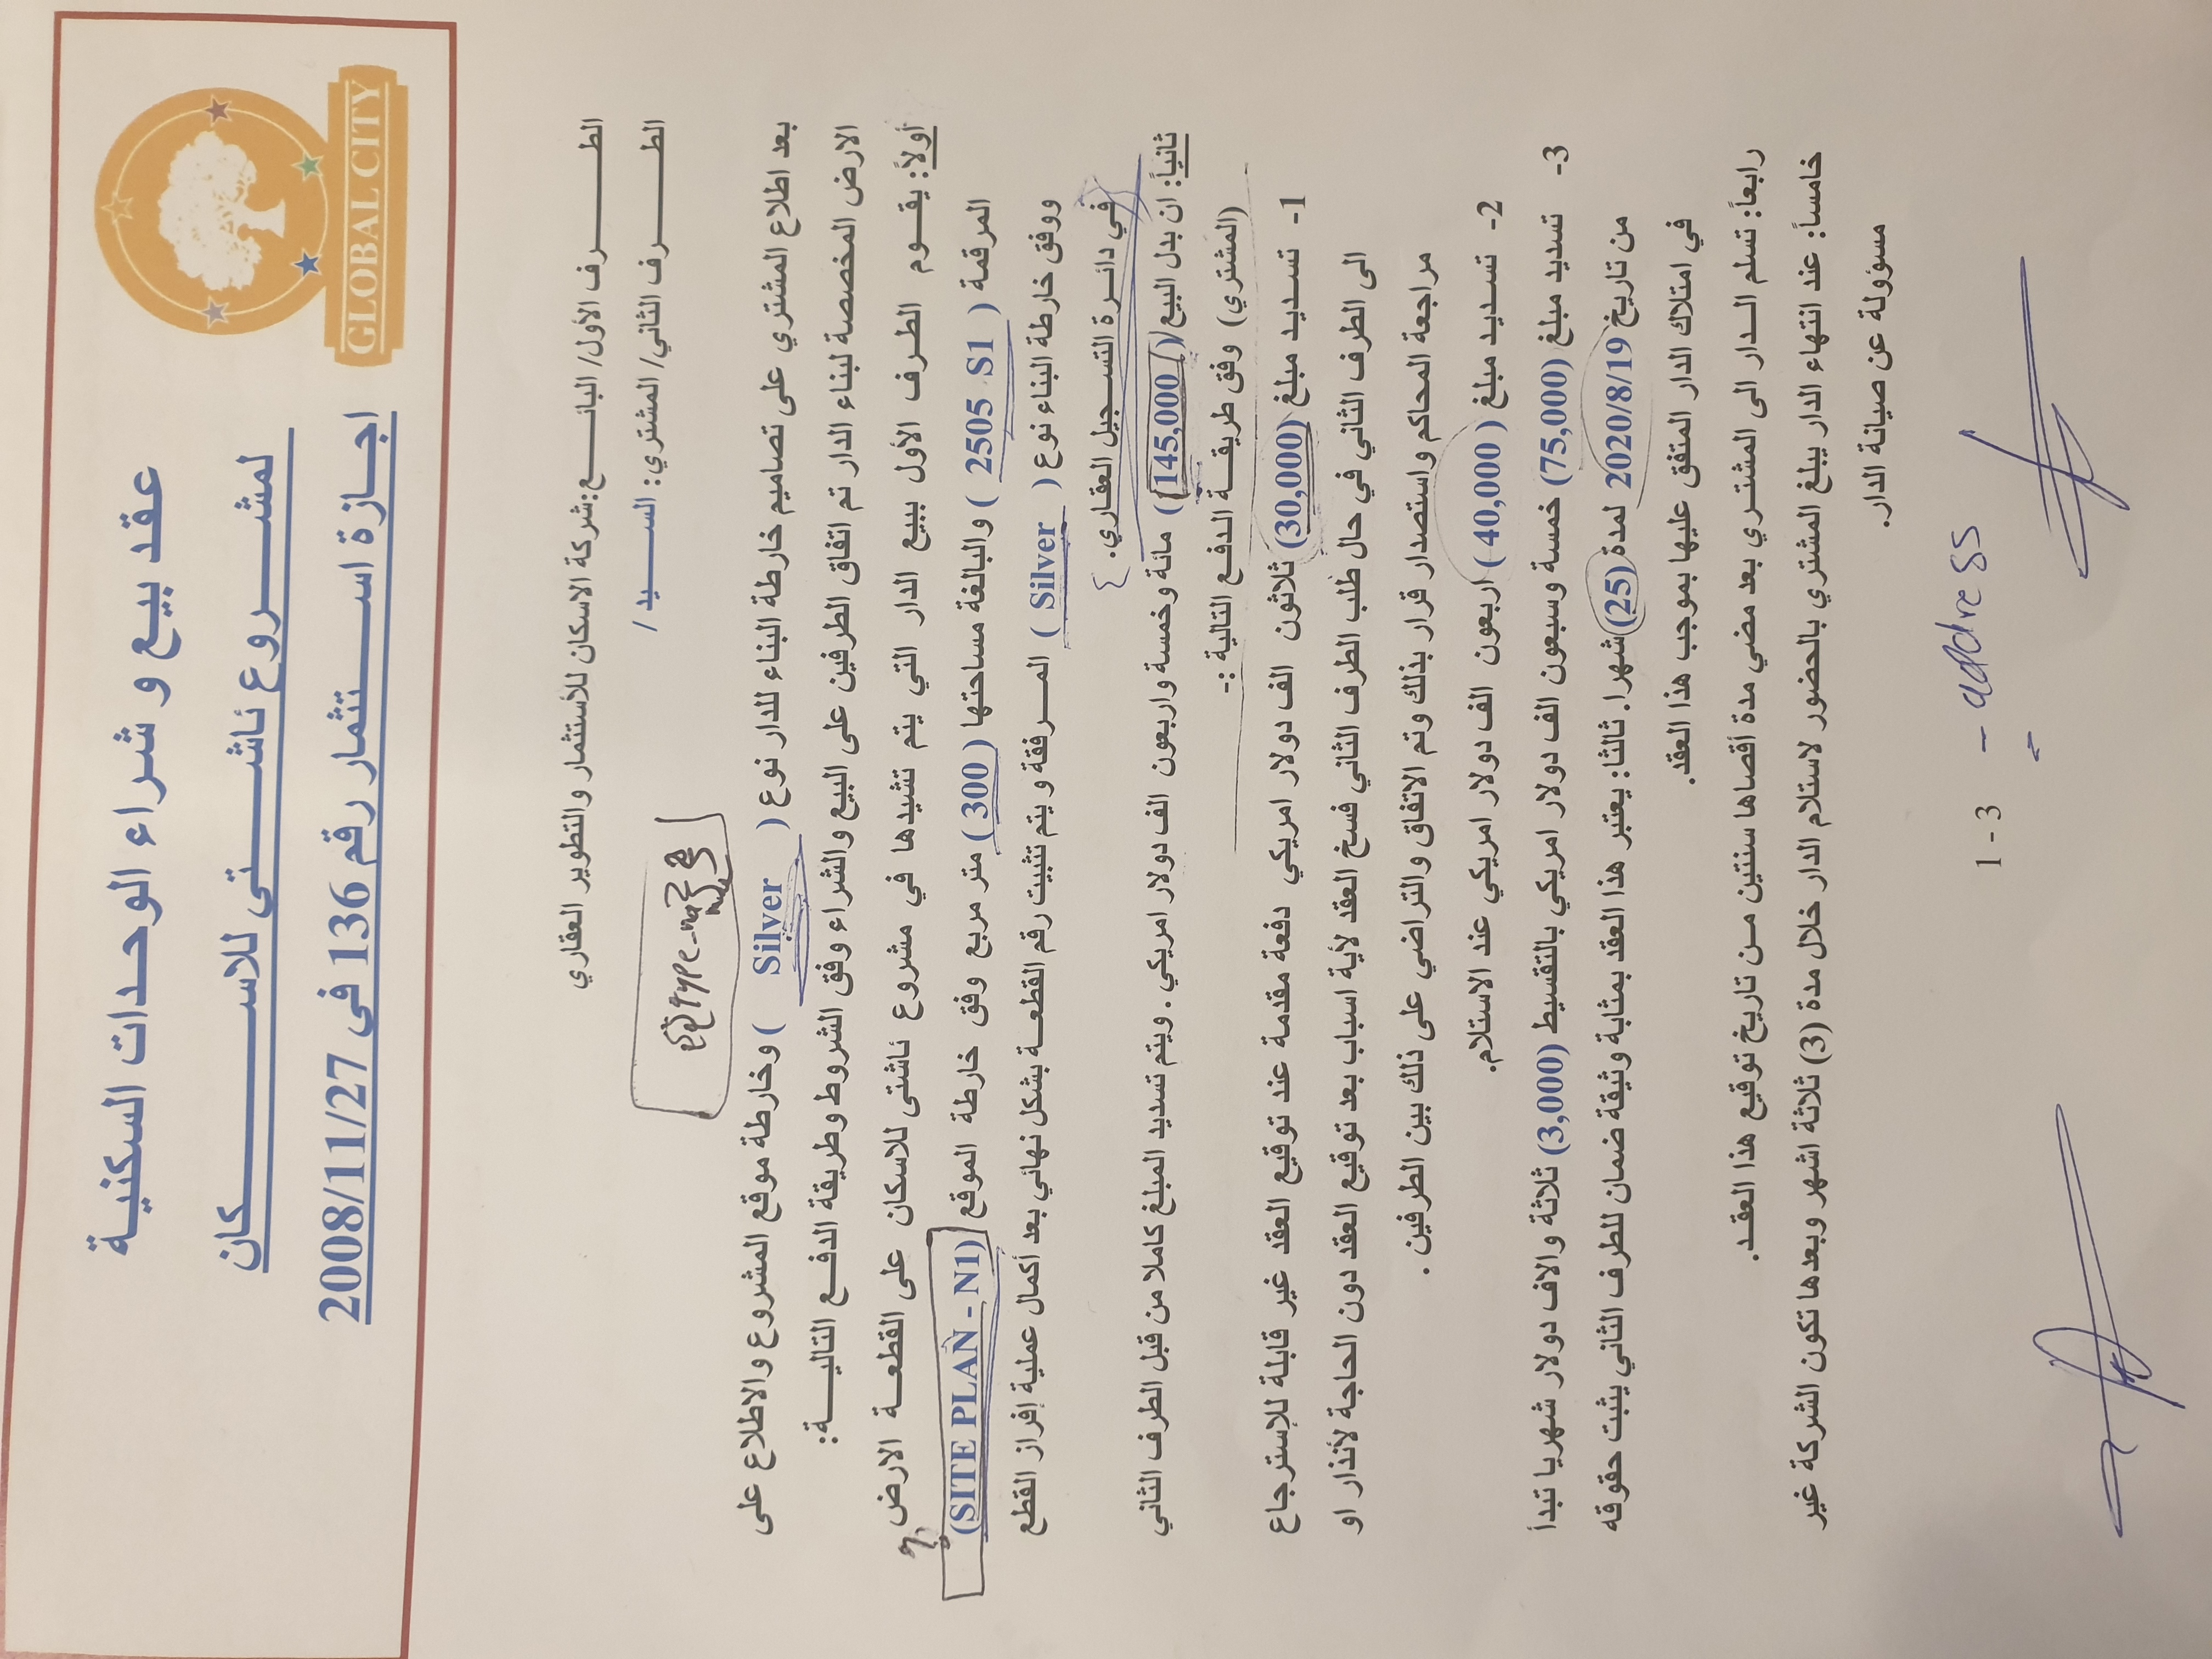 عقد بيع و شراء الوحدات السكنية
لمشروع ئاشتي للاسكان
اجازة استثمار رقم 136 في 2008/11/27
GLOBAL CITY
الطرف الأول/ البائع:شركة الاسكان للأستثمار والتطوير العقاري
الطرف الثاني/ المشتري: السيد /
{{type_name}}
بعد اطلاع المشتري على تصاميم خارطة البناء للدار نوع ( Silver ) وخارطة موقع المشروع والاطلاع على
الارض المخصصة لبناء الدار تم اتفاق الطرفين على البيع والشراء وفق الشروط وطريقة الدفع التالية:
أولاً: يقوم الطرف الأول ببيع الدار التي يتم تشيدها في مشروع ئاشتى للاسكان على القطعة الارض
المرقمة ( 2505 S1 ) والبالغة مساحتها ( 300 ) متر مربع وفق خارطة الموقع (SITE PLAN - N1)
ووفق خارطة البناء نوع ( Silver ) المرفقة و يتم تثبيت رقم القطعة بشكل نهائي بعد أكمال عملية إفراز القطع
في دائرة التسجيل العقاري.
ثانياً: ان بدل البيع ( 145,000 ) مائة وخمسة واربعون الف دولار امريكي . ويتم تسديد المبلغ كاملا من قبل الطرف الثاني
(المشتري) وفق طريقة الدفع التالية :-
1- تسديد مبلغ (30,000) ثلاثون الف دولار امريكي دفعة مقدمة عند توقيع العقد غير قابلة للإسترجاع
الى الطرف الثاني في حال طلب الطرف الثاني فسخ العقد لأية اسباب بعد توقيع العقد دون الحاجة لأنذار او
مراجعة المحاكم واستصدار قرار بذلك وتم الاتفاق والتراضي على ذلك بين الطرفين .
2- تسديد مبلغ ( 40,000 ) اربعون الف دولار امريكي عند الاستلام.
3- تسديد مبلغ (75,000) خمسة وسبعون الف دولار امريكي بالتقسيط (3,000) ثلاثة والاف دولار شهريا تبدأ
من تاريخ 2020/8/19 لمدة (25) شهرا. ثالثا: يعتبر هذا العقد بمثابة وثيقة ضمان للطرف الثاني يثبت حقوقه
في امتلاك الدار المتفق عليها بموجب هذا العقد.
رابعاً: تسلم الدار الى المشتري بعد مضي مدة أقصاها سنتين من تاريخ توقيع هذا العقد.
خامساً: عند انتهاء الدار يبلغ المشتري بالحضور لاستلام الدار خلال مدة (3) ثلاثة اشهر وبعدها تكون الشركة غير
مسؤولة عن صيانة الدار.
- address
1 - 3